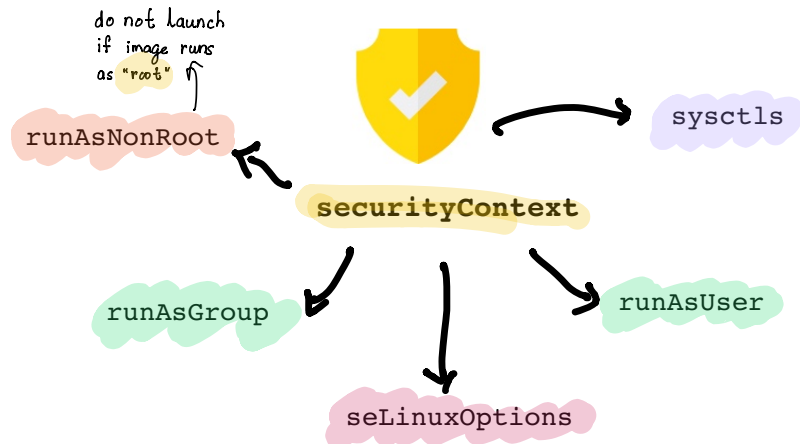 do not launch
if image runs
as "root"
runAsNonRoot
sysctls
securityContext
runAsGroup
runAsUser
seLinuxOptions